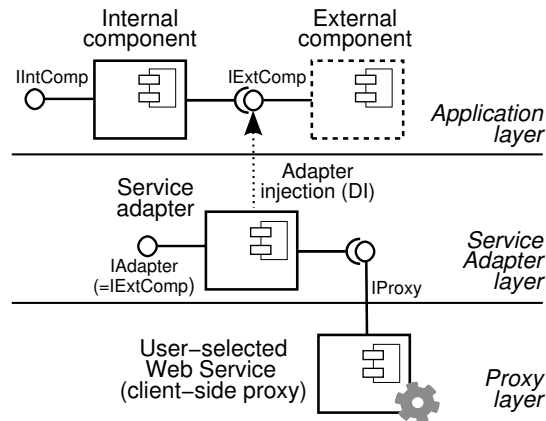 Internal
component
External
component
IIntComp
IExtComp
Application
layer
Adapter
injection (DI)
Service
adapter
IAdapter
(=IExtComp)
Service
Adapter
layer
IProxy
User−selected
Web Service
(client−side proxy)
Proxy
layer